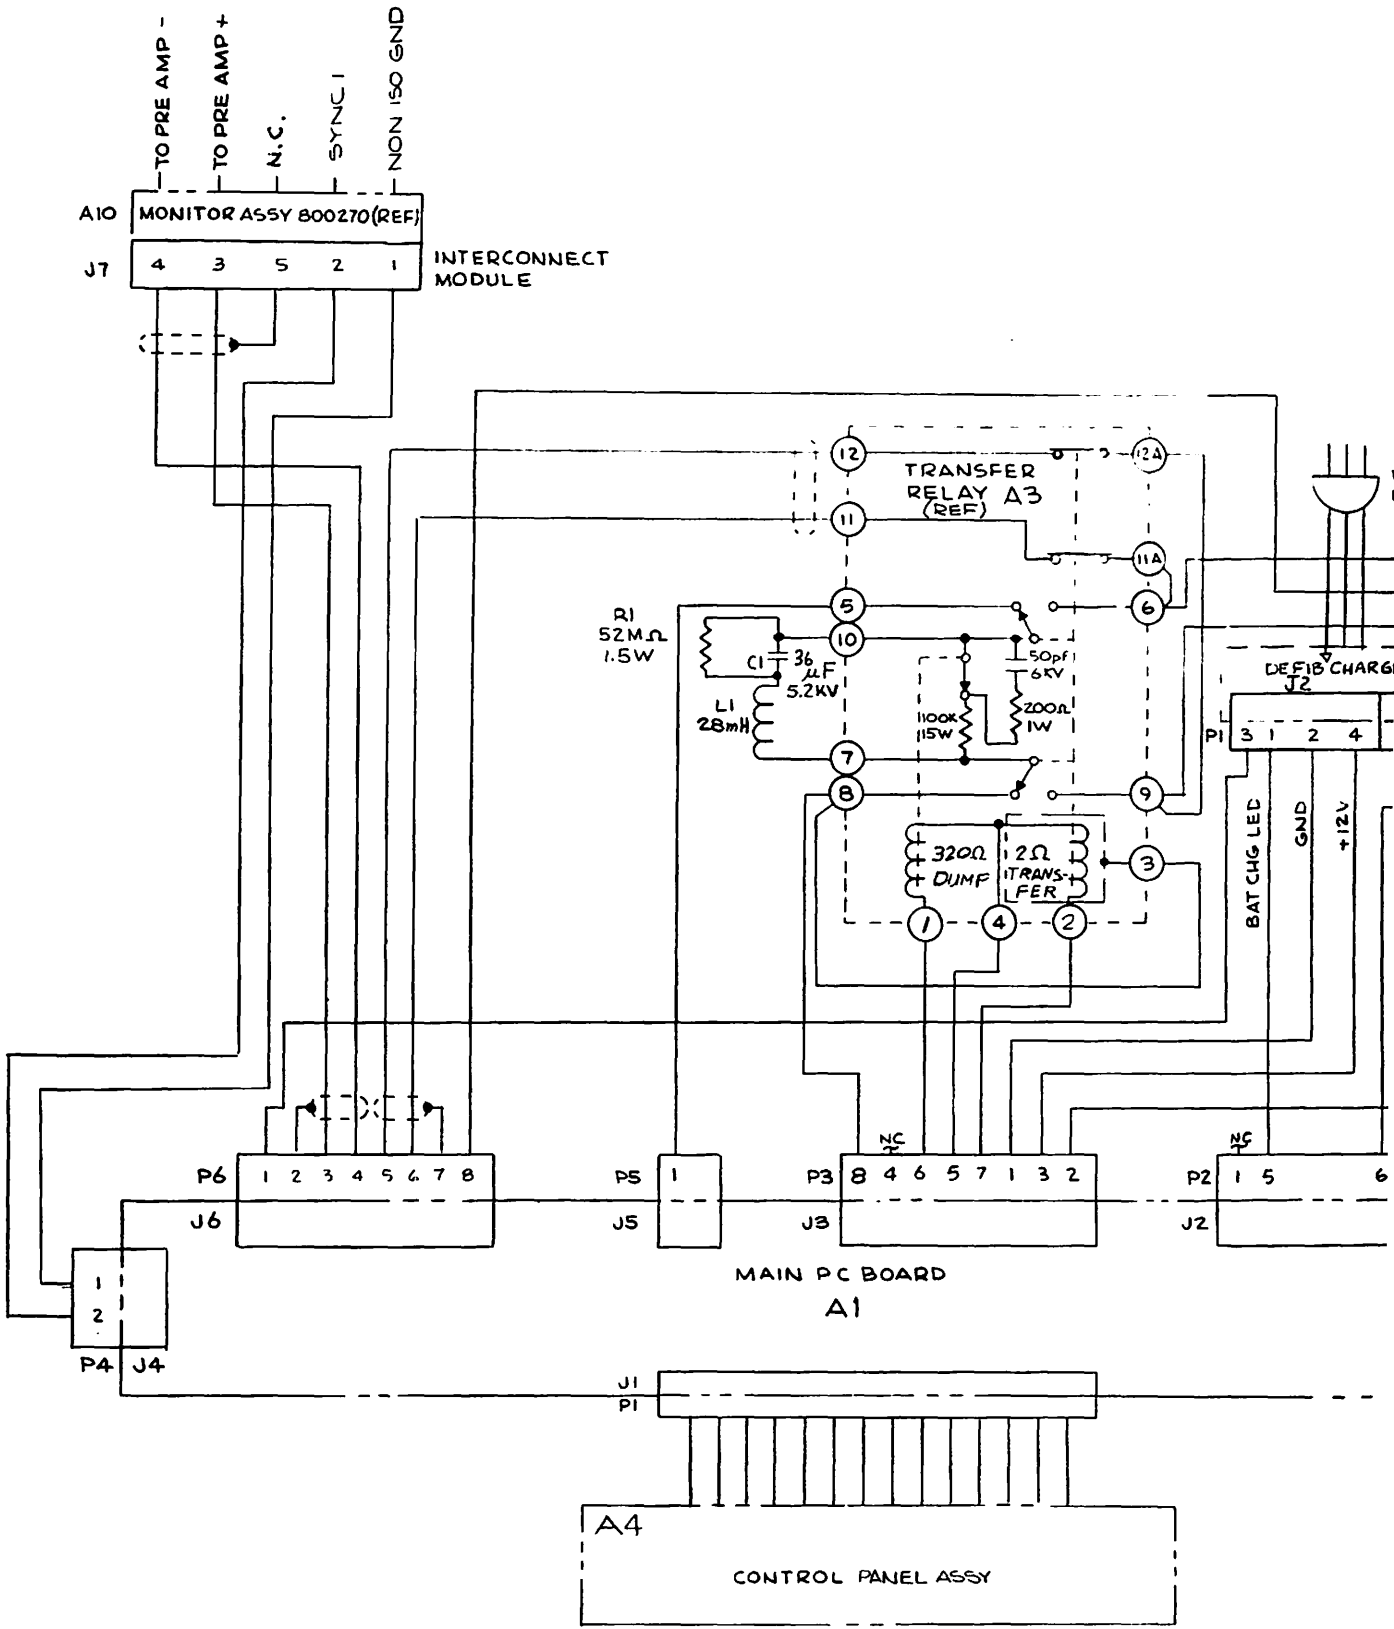 TO PRE AMP -
TO PRE AMP +
N.C.
SYNC 1
NON ISO GND
A10
MONITOR ASSY 800270 (REF)
J7
4 3 5 2 1
INTERCONNECT
MODULE
12
12A
TRANSFER
RELAY A3
(REF)
11
11A
5
6
R1
52MΩ
1.5W
10
C1
36
μF
5.2KV
50pf
6KV
DEFIB CHARG
J2
L1
28mH
100K
15W
200Ω
1W
P1
3 1 2 4
7
8
9
BAT CHG LED
GND
+12V
320Ω
DUMP
2Ω
TRANS-
FER
3
1
4
2
P6
1 2 3 4 5 6 7 8
J6
P5
1
J5
P3
NC
8 4 6 5 7 1 3 2
J3
P2
NC
1 5 6
J2
MAIN PC BOARD
A1
1
2
P4 J4
J1
P1
A4
CONTROL PANEL ASSY